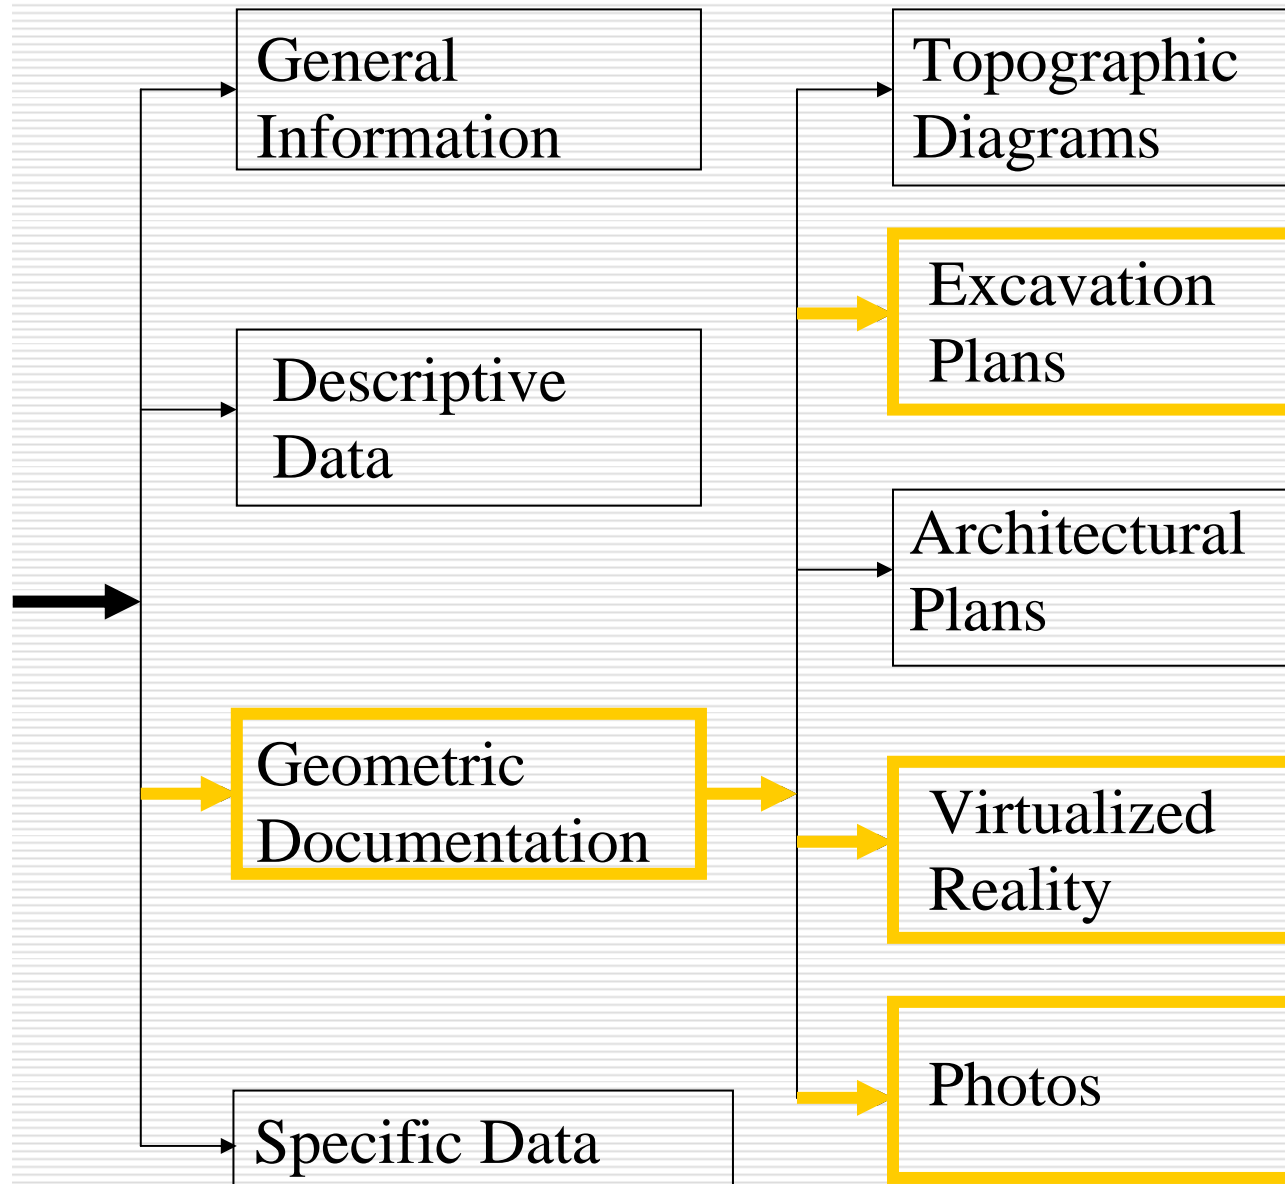 General
Information
Descriptive
Data
Geometric
Documentation
Specific Data
Topographic
Diagrams
Excavation
Plans
Architectural
Plans
Virtualized
Reality
Photos